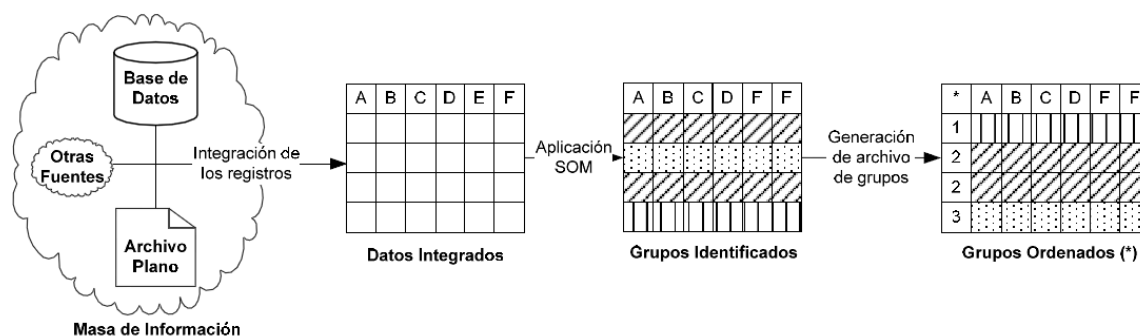 Base de
Datos
Otras
Fuentes
Archivo
Plano
Masa de Información
Integración de
los registros
A B C D E F
Datos Integrados
Aplicación
SOM
A B C D F F
Grupos Identificados
Generación
de archivo
de grupos
* A B C D F F
1
2
2
3
Grupos Ordenados (*)